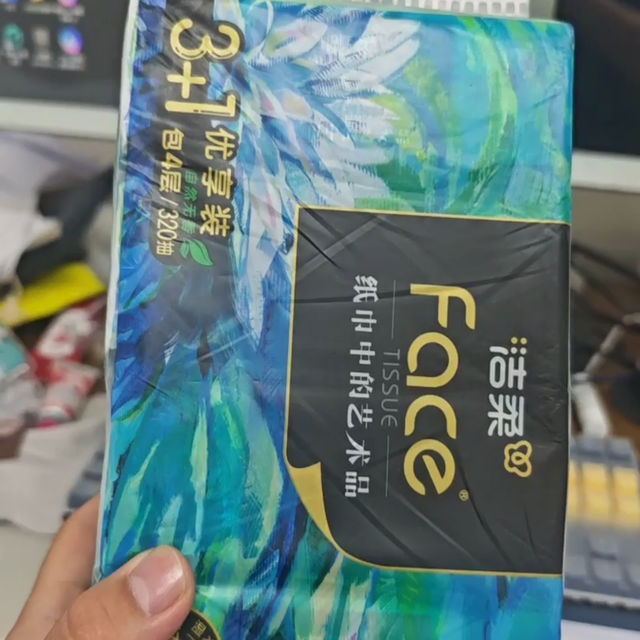 洁柔
Face®
TISSUE
纸巾中的艺术品
3+1
优享装
包4层/320抽